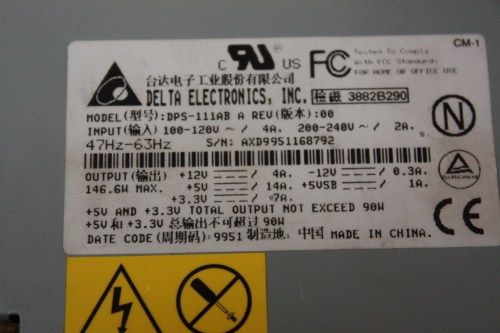 CM-1
C UL US
FC Tested To Comply
With FCC Standards
FOR HOME OR OFFICE USE
台达电子工业股份有限公司
DELTA ELECTRONICS, INC. 检磁 3882B290
MODEL(型号):DPS-111AB A REV(版本):00
INPUT(输入) 100-120V ~/ 4A, 200-240V ~/ 2A.
47Hz-63Hz S/N: AXD9951168792
OUTPUT(输出) +12V / 4A. -12V / 0.3A.
146.6W MAX. +5V / 14A. +5VSB / 1A.
+3.3V / 7A.
+5V AND +3.3V TOTAL OUTPUT NOT EXCEED 90W
+5V和 +3.3V 总输出不可超过 90W
DATE CODE(周期码):9951 制造地:中国 MADE IN CHINA.
N
CE